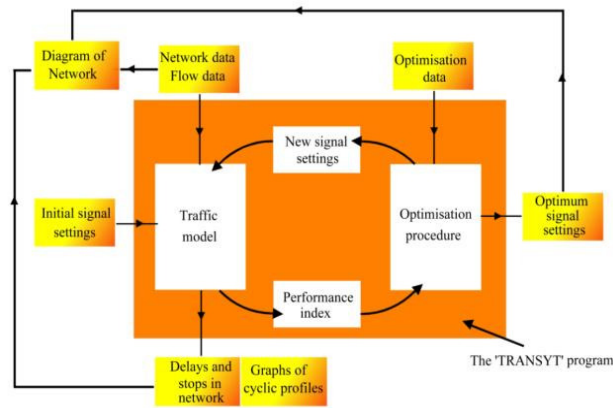 Diagram of
Network
Network data
Flow data
Optimisation
data
New signal
settings
Initial signal
settings
Traffic
model
Optimisation
procedure
Optimum
signal
settings
Performance
index
Delays and
stops in
network
Graphs of
cyclic profiles
The 'TRANSYT' program